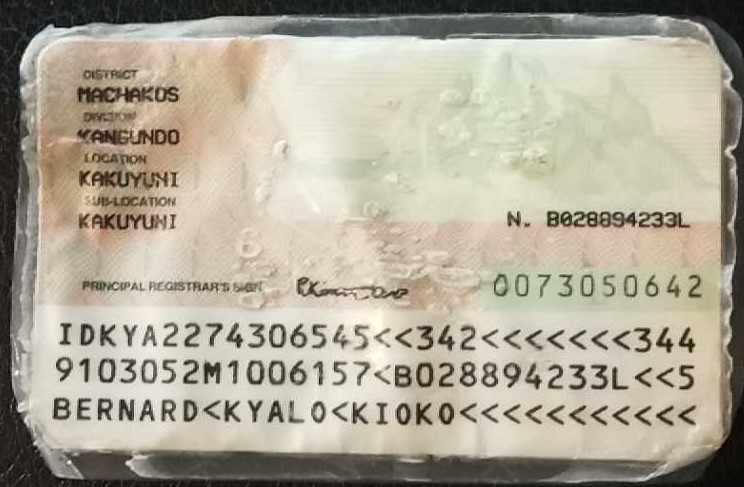 DISTRICT
MACHAKOS
DIVISION
KANGUNDO
LOCATION
KAKUYUNI
SUB-LOCATION
KAKUYUNI
N. B028894233L
PRINCIPAL REGISTRAR'S SIGN
0073050642
IDKYA2274306545<<342<<<<<<<344
9103052M1006157<B028894233L<<5
BERNARD<KYALO<KIOKO<<<<<<<<<<<